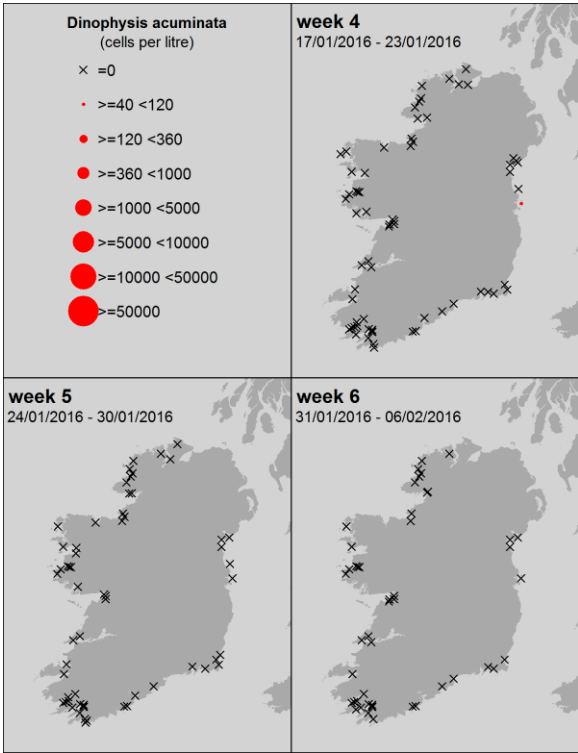 Dinophysis acuminata
(cells per litre)
=0
>=40 <120
>=120 <360
>=360 <1000
>=1000 <5000
>=5000 <10000
>=10000 <50000
>=50000
week 4
17/01/2016 - 23/01/2016
week 5
24/01/2016 - 30/01/2016
week 6
31/01/2016 - 06/02/2016